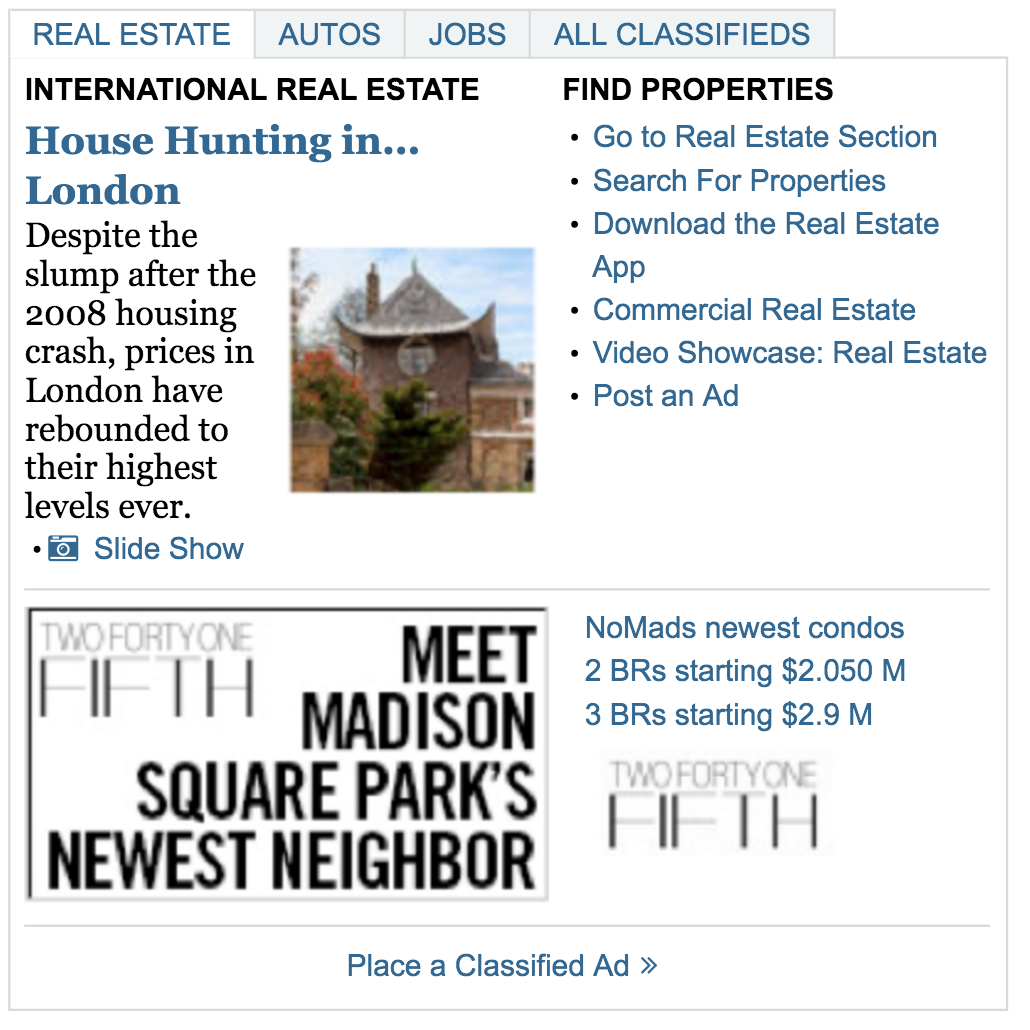 REAL ESTATE AUTOS JOBS ALL CLASSIFIEDS
INTERNATIONAL REAL ESTATE
House Hunting in...
London
Despite the
slump after the
2008 housing
crash, prices in
London have
rebounded to
their highest
levels ever.
• Slide Show
FIND PROPERTIES
• Go to Real Estate Section
• Search For Properties
• Download the Real Estate
App
• Commercial Real Estate
• Video Showcase: Real Estate
• Post an Ad
TWO FORTY ONE
FIFTH
MEET
MADISON
SQUARE PARK'S
NEWEST NEIGHBOR
NoMads newest condos
2 BRs starting $2.050 M
3 BRs starting $2.9 M
TWO FORTY ONE
FIFTH
Place a Classified Ad »